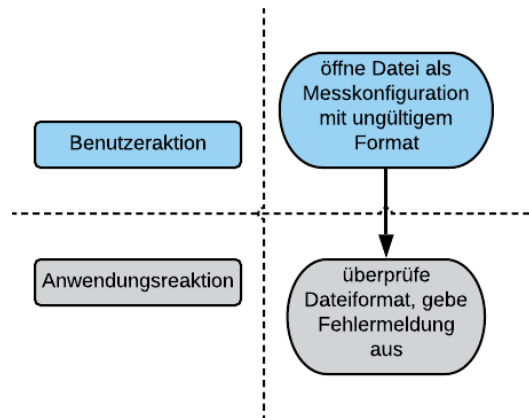 öffne Datei als
Messkonfiguration
mit ungültigem
Format
Benutzeraktion
Anwendungsreaktion
überprüfe
Dateiformat, gebe
Fehlermeldung
aus